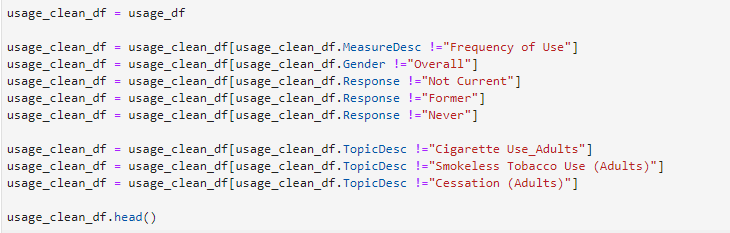 usage_clean_df = usage_df
usage_clean_df = usage_clean_df[usage_clean_df.MeasureDesc !="Frequency of Use"]
usage_clean_df = usage_clean_df[usage_clean_df.Gender !="Overall"]
usage_clean_df = usage_clean_df[usage_clean_df.Response !="Not Current"]
usage_clean_df = usage_clean_df[usage_clean_df.Response !="Former"]
usage_clean_df = usage_clean_df[usage_clean_df.Response !="Never"]
usage_clean_df = usage_clean_df[usage_clean_df.TopicDesc !="Cigarette Use_Adults"]
usage_clean_df = usage_clean_df[usage_clean_df.TopicDesc !="Smokeless Tobacco Use (Adults)"]
usage_clean_df = usage_clean_df[usage_clean_df.TopicDesc !="Cessation (Adults)"]
usage_clean_df.head()